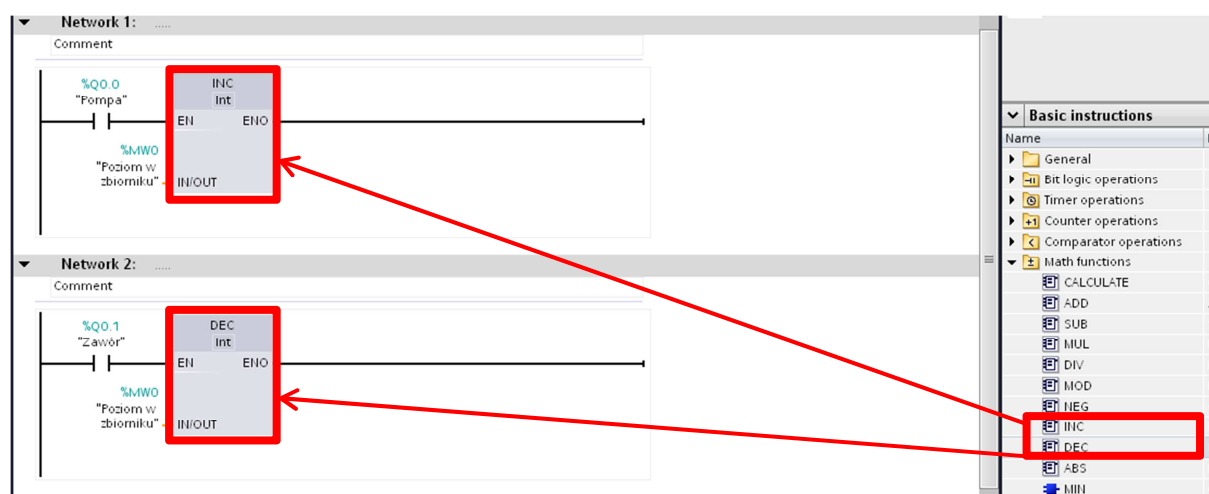 Network 1: .....
Comment
%Q0.0
"Pompa"
INC
Int
EN ENO
%MW0
"Poziom w
zbiorniku"
IN/OUT
Network 2: .....
Comment
%Q0.1
"Zawór"
DEC
Int
EN ENO
%MW0
"Poziom w
zbiorniku"
IN/OUT
Basic instructions
Name
General
Bit logic operations
Timer operations
Counter operations
Comparator operations
Math functions
CALCULATE
ADD
SUB
MUL
DIV
MOD
NEG
INC
DEC
ABS
MIN